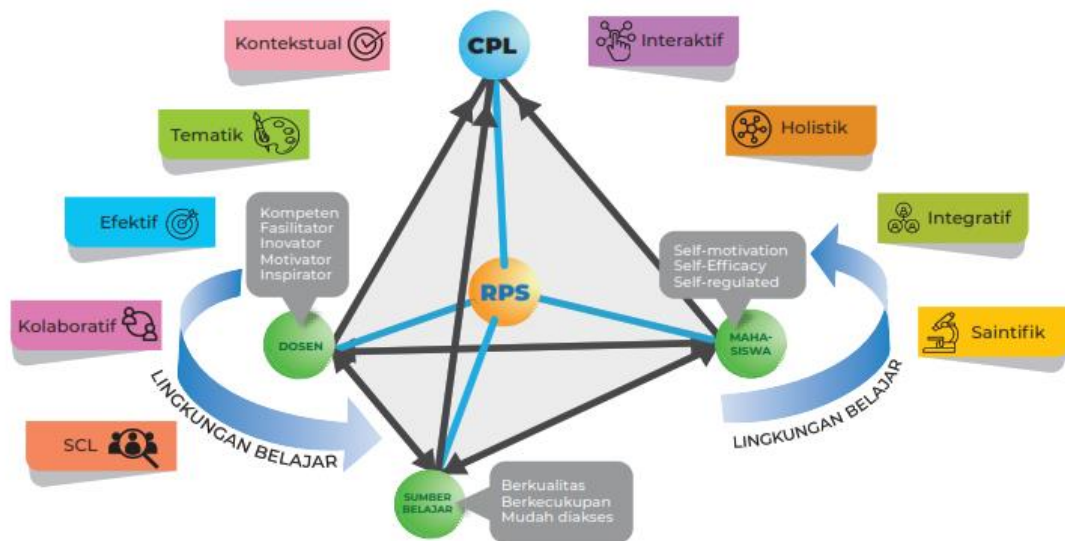 Kontekstual
CPL
Interaktif
Tematik
Holistik
Efektif
Kompeten
Fasilitator
Inovator
Motivator
Inspirator
Self-motivation
Self-Efficacy
Self-regulated
Integratif
RPS
Kolaboratif
DOSEN
MAHA-
SISWA
Saintifik
LINGKUNGAN BELAJAR
LINGKUNGAN BELAJAR
SCL
SUMBER
BELAJAR
Berkualitas
Berkecukupan
Mudah diakses